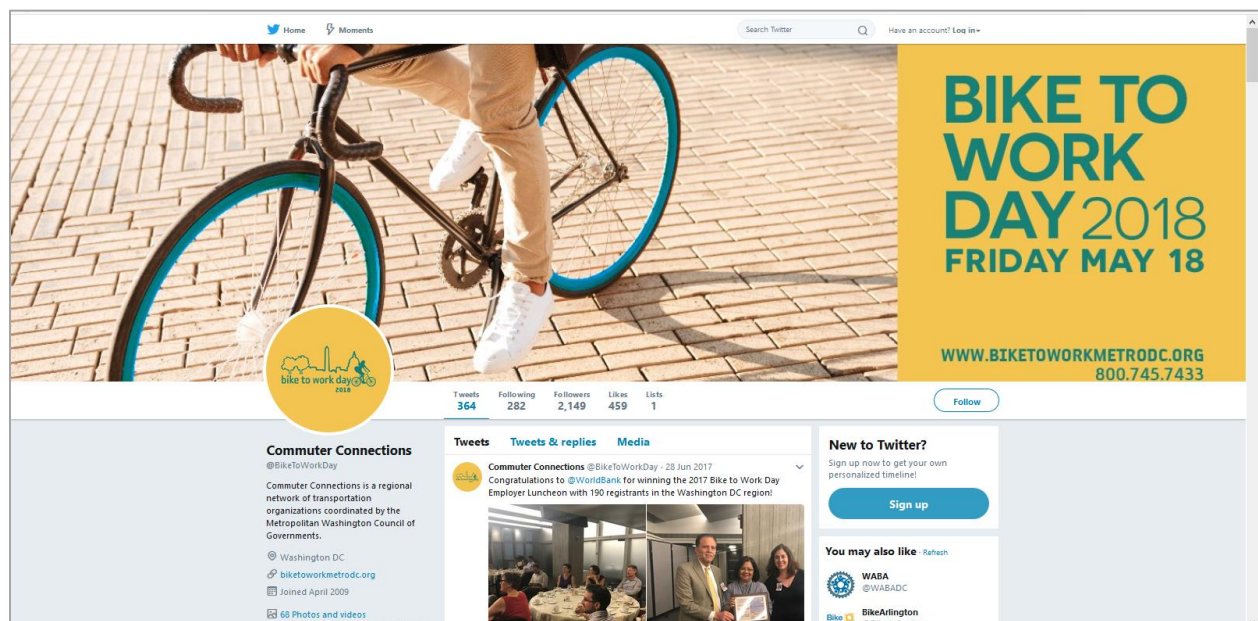 Home
Moments
Search Twitter
Have an account? Log in
BIKE TO
WORK
DAY 2018
FRIDAY MAY 18
WWW.BIKETOWORKMETRODC.ORG
800.745.7433
bike to work day
2018
Tweets Following Followers Likes Lists
364 282 2,149 459 1
Follow
Commuter Connections
@BikeToWorkDay
Commuter Connections is a regional
network of transportation
organizations coordinated by the
Metropolitan Washington Council of
Governments.
Washington DC
biketoworkmetrodc.org
Joined April 2009
68 Photos and videos
Tweets Tweets & replies Media
Commuter Connections @BikeToWorkDay · 28 Jun 2017
Congratulations to @WorldBank for winning the 2017 Bike to Work Day
Employer Luncheon with 190 registrants in the Washington DC region!
New to Twitter?
Sign up now to get your own
personalized timeline!
Sign up
You may also like · Refresh
WABA
@WABADC
BikeArlington
Bike